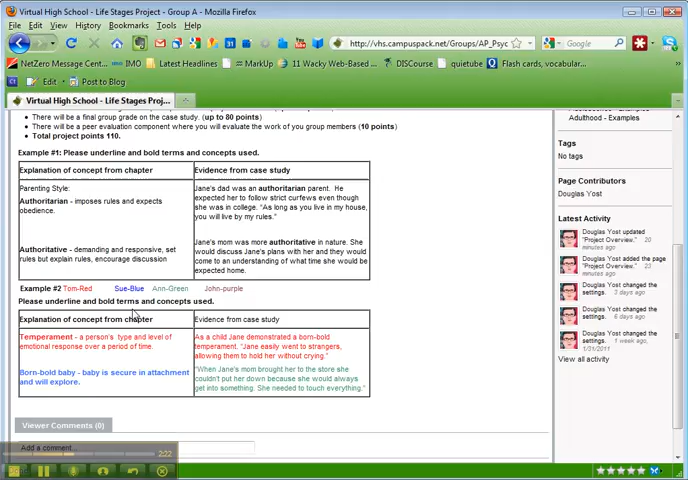 Virtual High School - Life Stages Project - Group A - Mozilla Firefox
File Edit View History Bookmarks Tools Help
http://vhs.campuspack.net/Groups/AP_Psyc
Google
NetZero Message Cent... IMO Latest Headlines MarkUp 11 Wacky Web-Based ... DISCourse quietube Flash cards, vocabular...
Edit Post to Blog
Virtual High School - Life Stages Proj...
There will be a final group grade on the case study. (up to 80 points)
There will be a peer evaluation component where you will evaluate the work of you group members (10 points)
Total project points 110.
Example #1: Please underline and bold terms and concepts used.
Explanation of concept from chapter
Evidence from case study
Parenting Style:
Authoritarian - imposes rules and expects
obedience.
Jane's dad was an authoritarian parent. He
expected her to follow strict curfews even though
she was in college. "As long as you live in my house,
you will live by my rules."
Authoritative - demanding and responsive, set
rules but explain rules, encourage discussion
Jane's mom was more authoritative in nature. She
would discuss Jane's plans with her and they would
come to an understanding of what time she would be
expected home.
Example #2 Tom-Red Sue-Blue Ann-Green John-purple
Please underline and bold terms and concepts used.
Explanation of concept from chapter
Evidence from case study
Temperament - a person's type and level of
emotional response over a period of time.
As a child Jane demonstrated a born-bold
temperament. "Jane easily went to strangers,
allowing them to hold her without crying."
Born-bold baby - baby is secure in attachment
and will explore.
"When Jane's mom brought her to the store she
couldn't put her down because she would always
get into something. She needed to touch everything."
Viewer Comments (0)
Add a comment...
2:22
Adulthood - Examples
Tags
No tags
Page Contributors
Douglas Yost
Latest Activity
Douglas Yost updated
"Project Overview." 20
minutes ago
Douglas Yost added the page
"Project Overview." 23
minutes ago
Douglas Yost changed the
settings. 3 days ago
Douglas Yost changed the
settings. 6 days ago
Douglas Yost changed the
settings. 1 week ago,
1/31/2011
View all activity